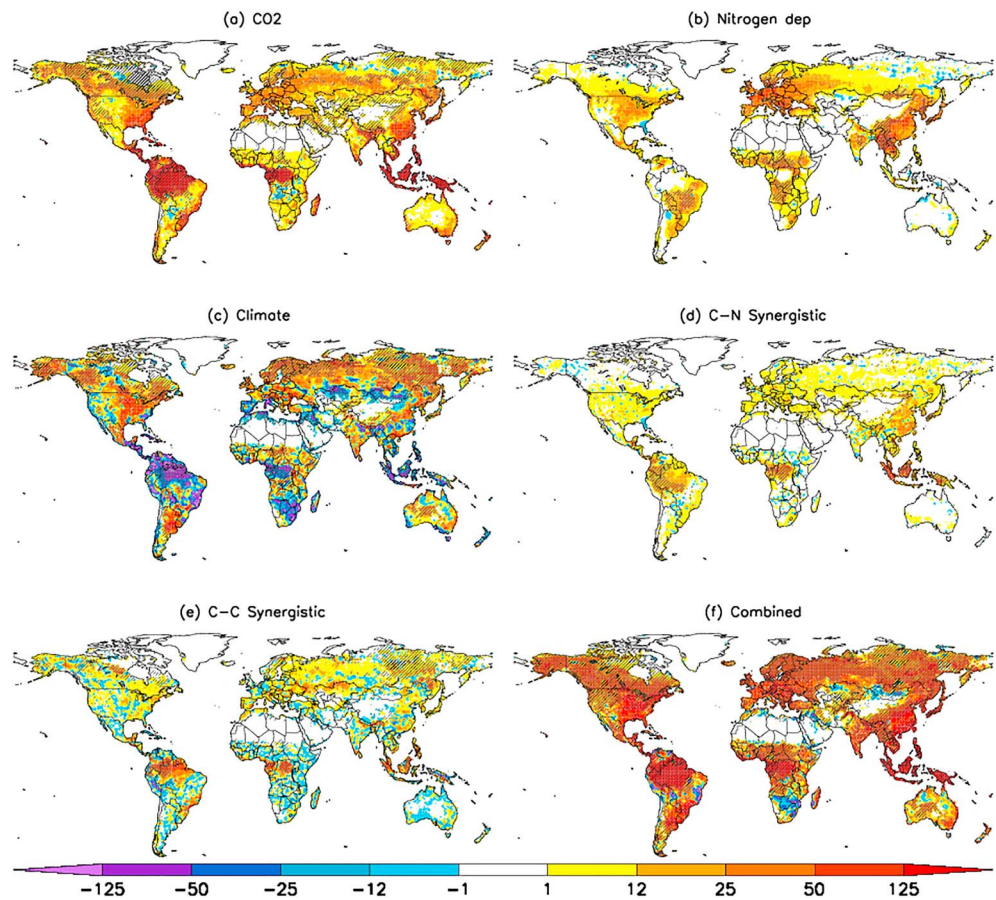 (a) CO2
(b) Nitrogen dep
(c) Climate
(d) C-N Synergistic
(e) C-C Synergistic
(f) Combined
-125 -50 -25 -12 -1 1 12 25 50 125